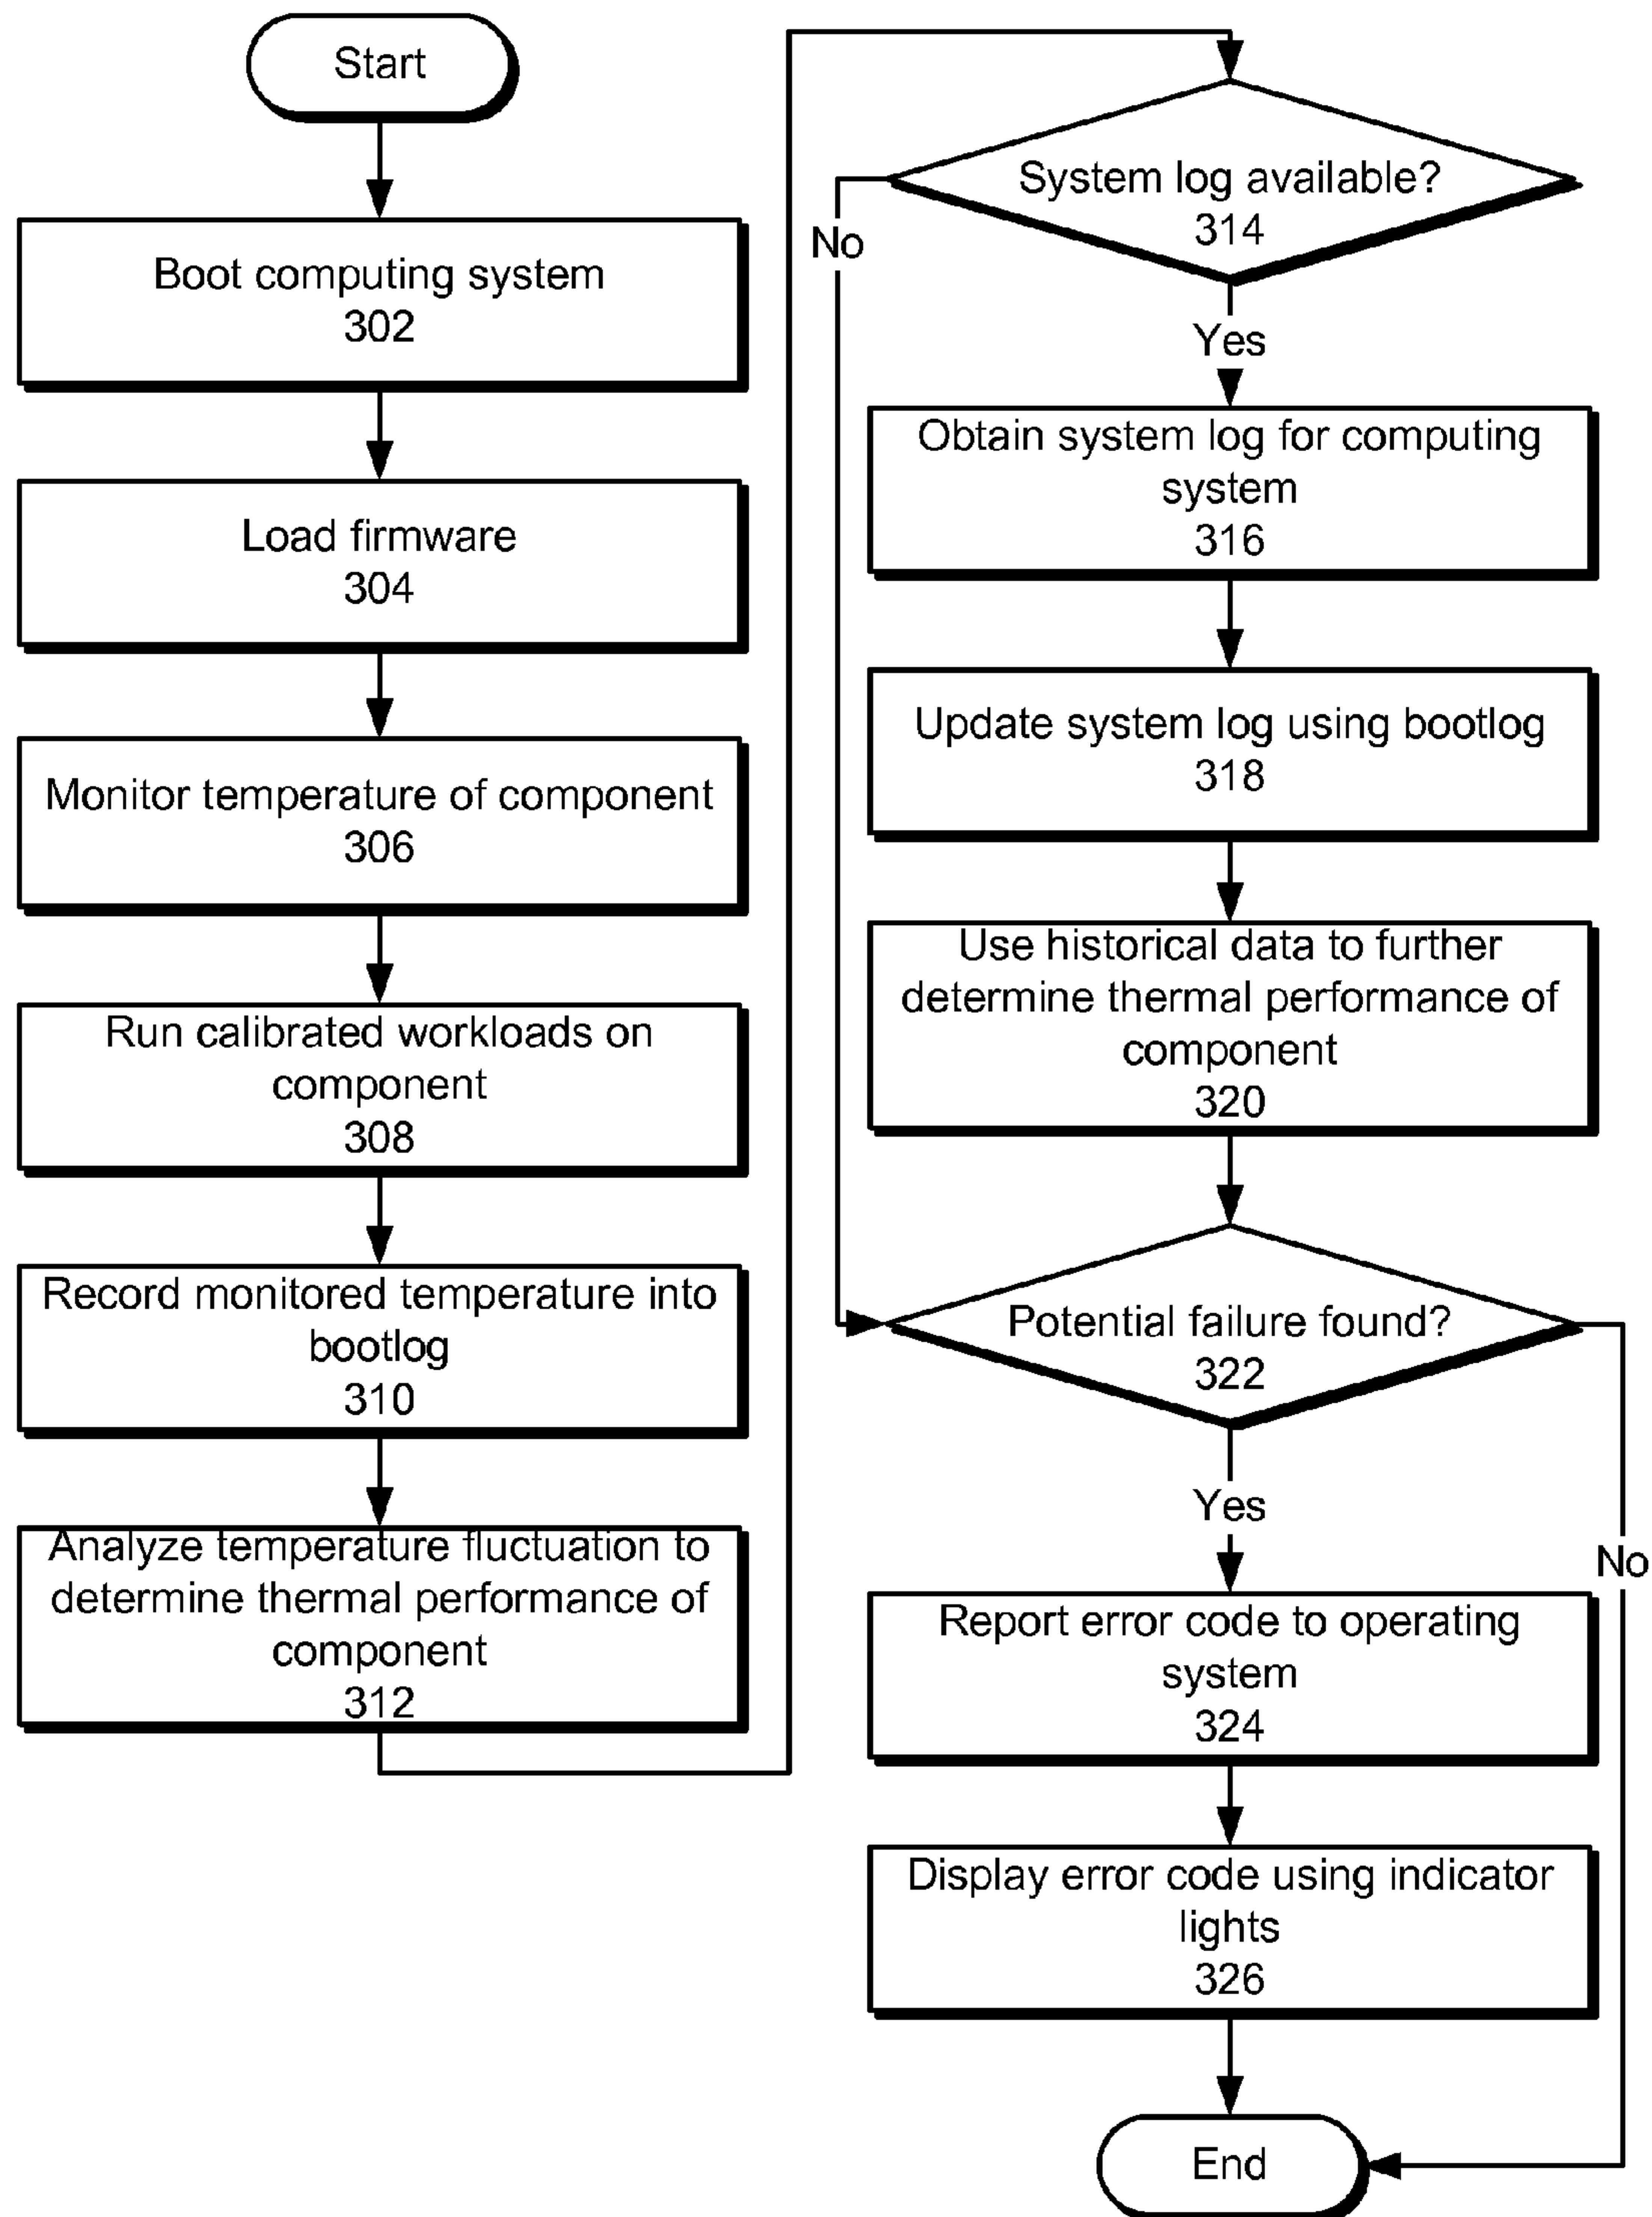 Start
Boot computing system
302
Load firmware
304
Monitor temperature of component
306
Run calibrated workloads on
component
308
Record monitored temperature into
bootlog
310
Analyze temperature fluctuation to
determine thermal performance of
component
312
System log available?
314
No
Yes
Obtain system log for computing
system
316
Update system log using bootlog
318
Use historical data to further
determine thermal performance of
component
320
Potential failure found?
322
Yes
No
Report error code to operating
system
324
Display error code using indicator
lights
326
End